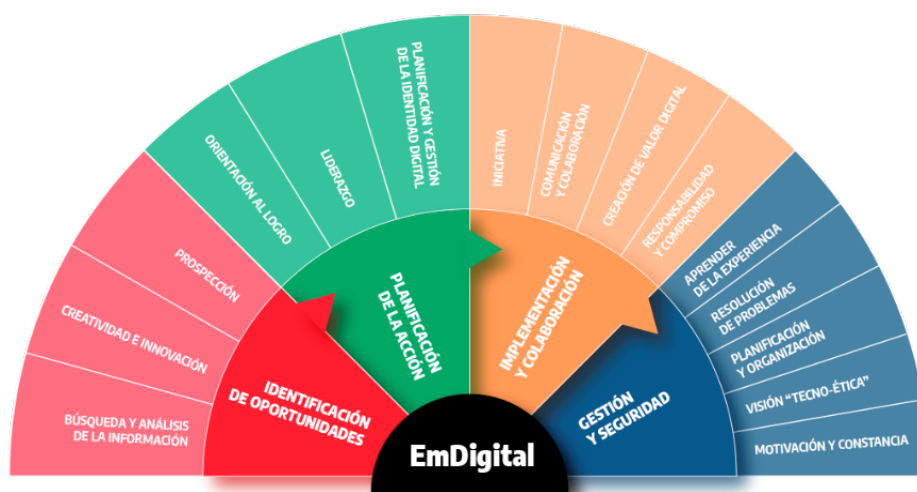 BÚSQUEDA Y ANÁLISIS
DE LA INFORMACIÓN
CREATIVIDAD E INNOVACIÓN
PROSPECCIÓN
IDENTIFICACIÓN
DE OPORTUNIDADES
ORIENTACIÓN AL LOGRO
LIDERAZGO
PLANIFICACIÓN Y GESTIÓN
DE LA IDENTIDAD DIGITAL
PLANIFICACIÓN
DE LA ACCIÓN
INICIATIVA
COMUNICACIÓN
Y COLABORACIÓN
CREACIÓN DE VALOR DIGITAL
RESPONSABILIDAD
Y COMPROMISO
IMPLEMENTACIÓN
Y COLABORACIÓN
APRENDER
DE LA EXPERIENCIA
RESOLUCIÓN
DE PROBLEMAS
PLANIFICACIÓN
Y ORGANIZACIÓN
VISIÓN "TECNO-ÉTICA"
MOTIVACIÓN Y CONSTANCIA
GESTIÓN
Y SEGURIDAD
EmDigital